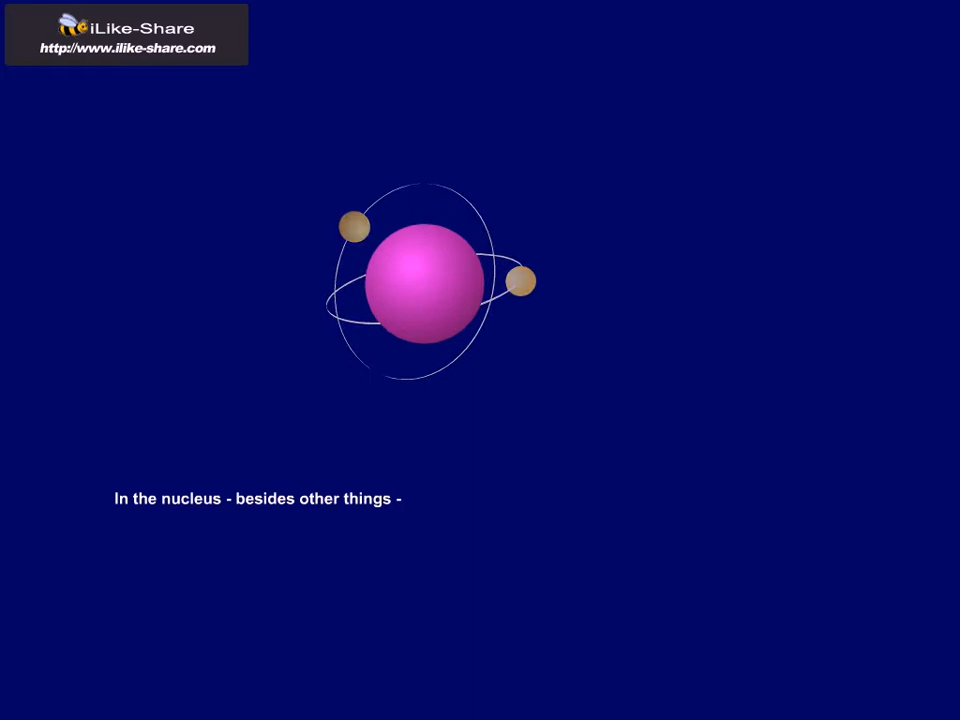 iLike-Share
http://www.ilike-share.com
In the nucleus - besides other things -